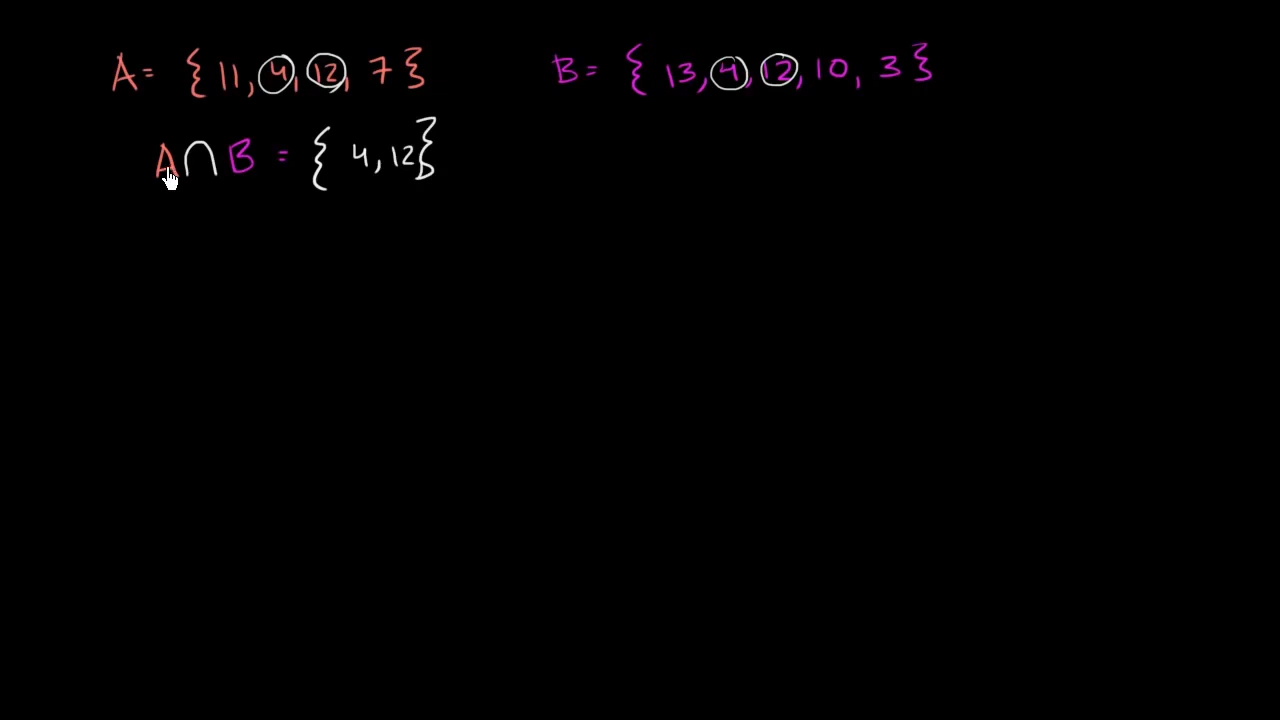 A = { 11, 4, 12, 7 } B = { 13, 4, 12, 10, 3 }
A ∩ B = { 4, 12 }